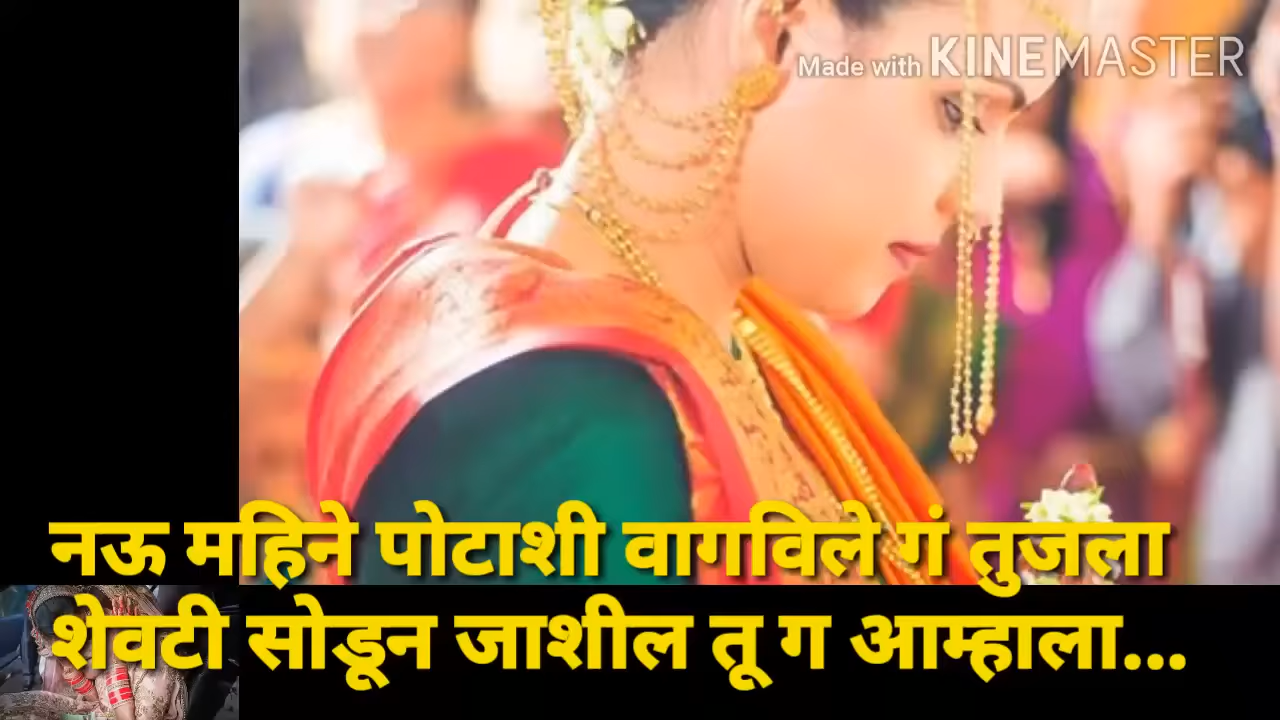 Made with KINEMASTER
नऊ महिने पोटाशी वागविले गं तुजला
शेवटी सोडून जाशील तू ग आम्हाला...